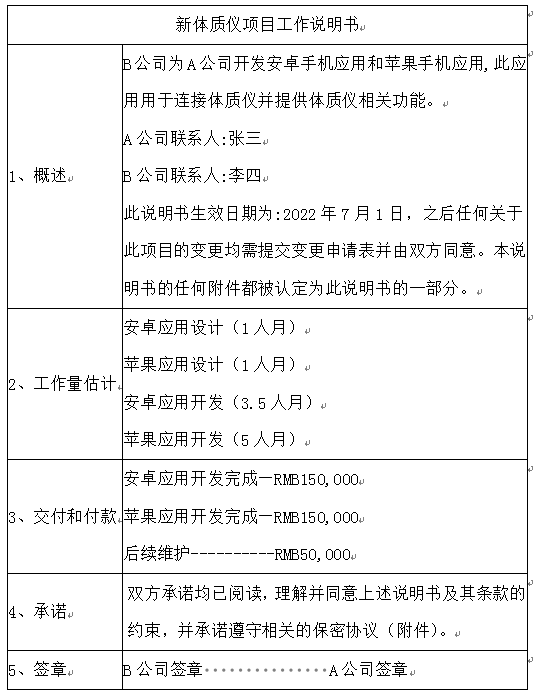 新体质仪项目工作说明书
1、概述
B公司为A公司开发安卓手机应用和苹果手机应用,此应
用用于连接体质仪并提供体质仪相关功能。
A公司联系人:张三
B公司联系人:李四
此说明书生效日期为:2022年7月1日，之后任何关于
此项目的变更均需提交变更申请表并由双方同意。本说
明书的任何附件都被认定为此说明书的一部分。
2、工作量估计
安卓应用设计（1人月）
苹果应用设计（1人月）
安卓应用开发（3.5人月）
苹果应用开发（5人月）
3、交付和付款
安卓应用开发完成—RMB150,000
苹果应用开发完成—RMB150,000
后续维护----------RMB50,000
4、承诺
双方承诺均已阅读，理解并同意上述说明书及其条款的
约束，并承诺遵守相关的保密协议（附件）。
5、签章
B公司签章···············A公司签章